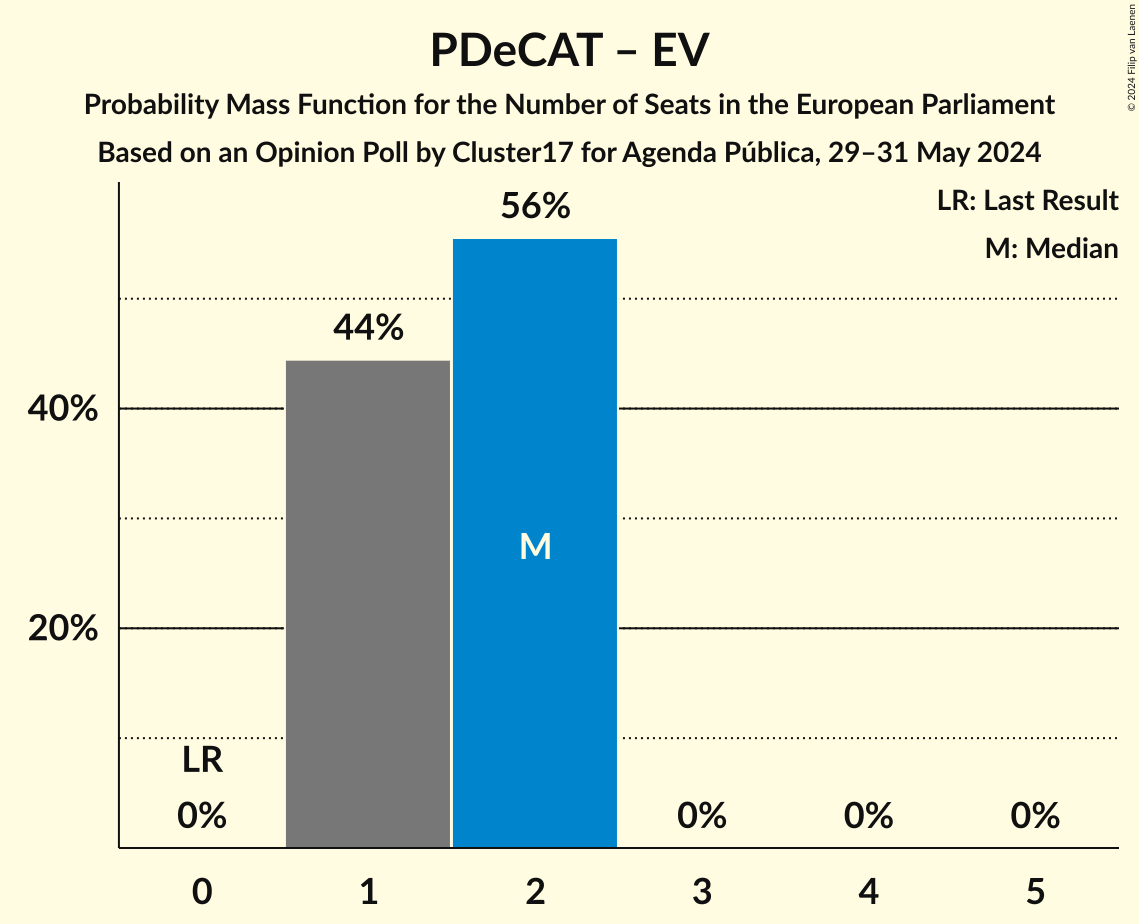 PDeCAT – EV
Probability Mass Function for the Number of Seats in the European Parliament
Based on an Opinion Poll by Cluster17 for Agenda Pública, 29–31 May 2024
© 2024 Filip van Laenen
LR: Last Result
M: Median
56%
44%
40%
M
20%
LR
0%
0%
0%
0%
0
1
2
3
4
5